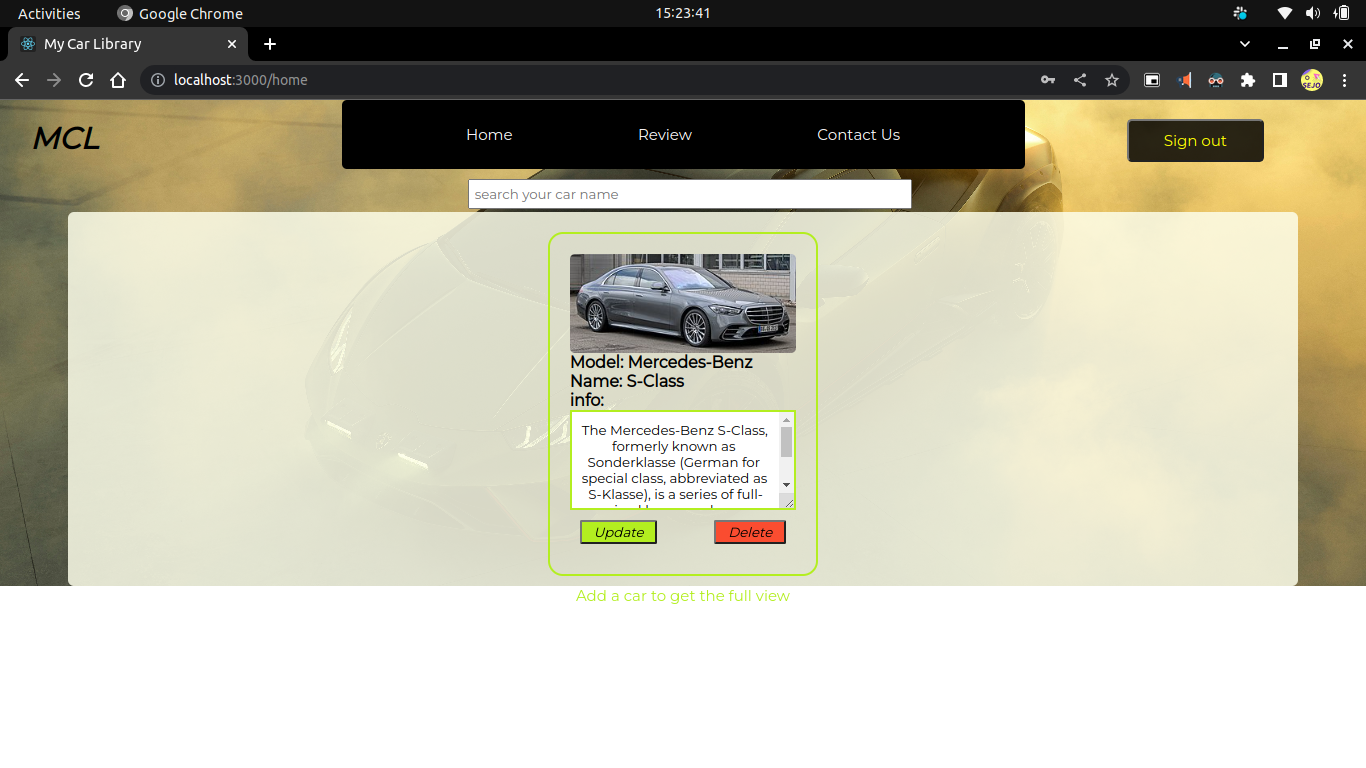 Activities
Google Chrome
15:23:41
My Car Library
localhost:3000/home
SEJO
MCL
Home
Review
Contact Us
Sign out
search your car name
Model: Mercedes-Benz
Name: S-Class
info:
The Mercedes-Benz S-Class,
formerly known as
Sonderklasse (German for
special class, abbreviated as
S-Klasse), is a series of full-
Update
Delete
Add a car to get the full view